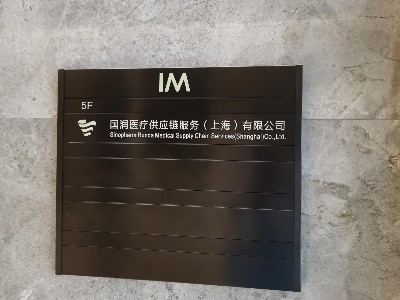 IM
5F
国润医疗供应链服务（上海）有限公司
Sinopharm Runda Medical Supply Chain Services(Shanghai)Co.,Ltd.